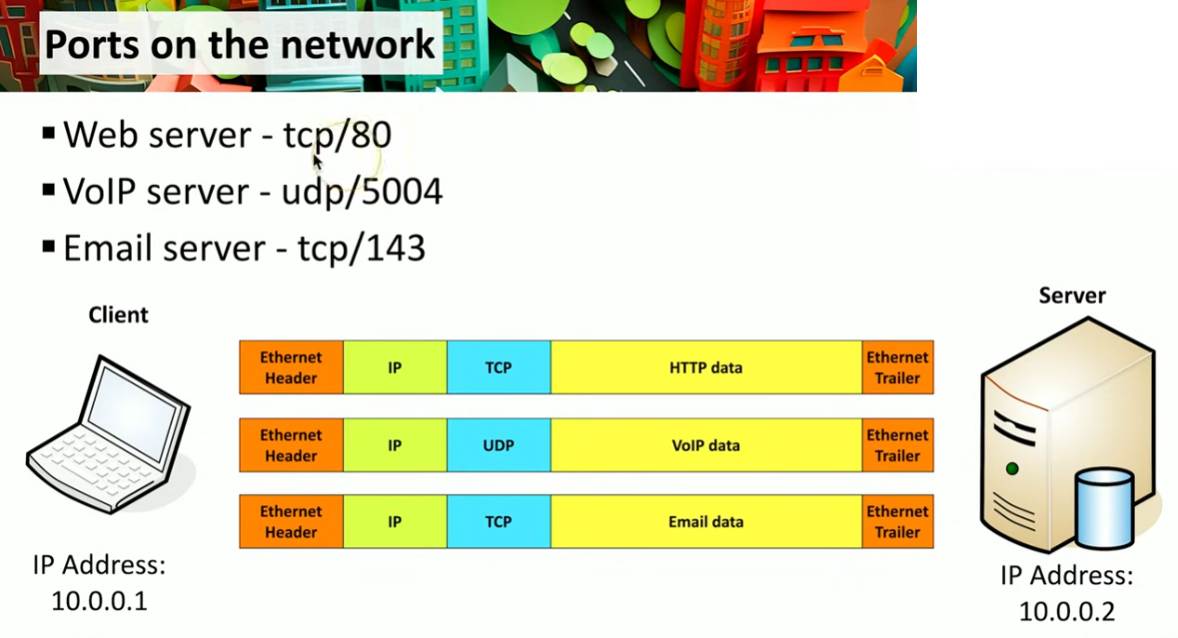 Ports on the network
▪ Web server - tcp/80
▪ VoIP server - udp/5004
▪ Email server - tcp/143
Client
Server
Ethernet
Header
IP
TCP
HTTP data
Ethernet
Trailer
Ethernet
Header
IP
UDP
VoIP data
Ethernet
Trailer
Ethernet
Header
IP
TCP
Email data
Ethernet
Trailer
IP Address:
10.0.0.1
IP Address:
10.0.0.2